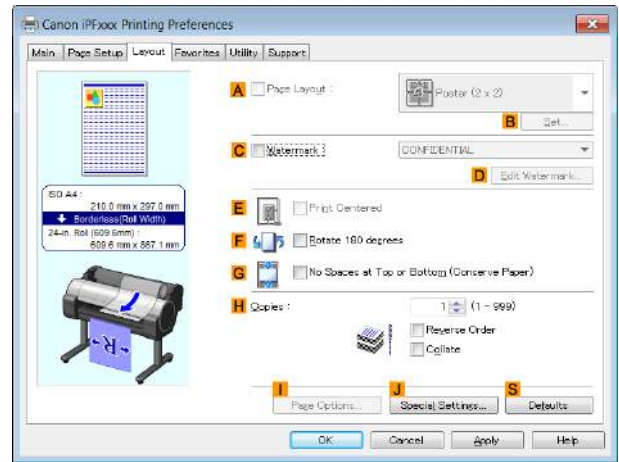 Canon iPFxxx Printing Preferences
Main Page Setup Layout Favorites Utility Support
A Page Layout : Poster (2 x 2)
B Set...
C Watermark : CONFIDENTIAL
D Edit Watermark...
ISO A4 :
210.0 mm x 297.0 mm
Borderless(Roll Width)
24-in. Roll (609.6mm) :
609.6 mm x 867.1 mm
E Print Centered
F Rotate 180 degrees
G No Spaces at Top or Bottom (Conserve Paper)
H Copies : 1 (1 - 999)
Reverse Order
Collate
R
I J S
Page Options... Special Settings... Defaults
OK Cancel Apply Help